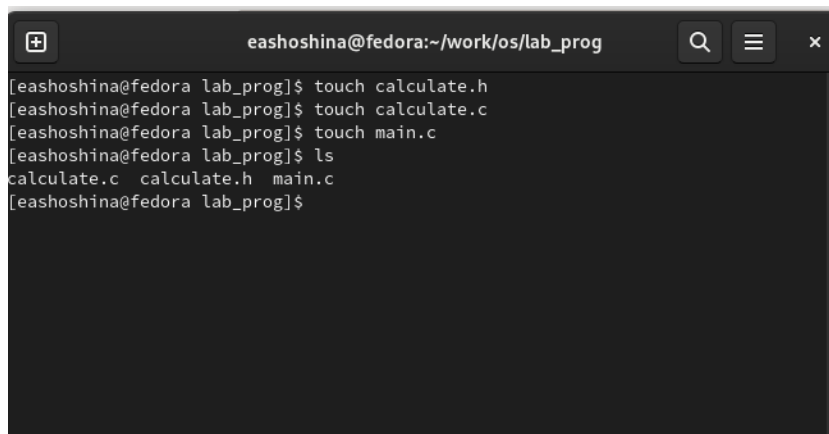 eashoshina@fedora:~/work/os/lab_prog
[eashoshina@fedora lab_prog]$ touch calculate.h
[eashoshina@fedora lab_prog]$ touch calculate.c
[eashoshina@fedora lab_prog]$ touch main.c
[eashoshina@fedora lab_prog]$ ls
calculate.c  calculate.h  main.c
[eashoshina@fedora lab_prog]$